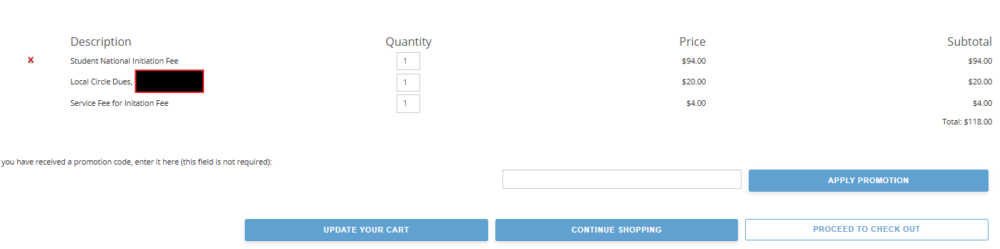 Description Quantity Price Subtotal
Student National Initiation Fee 1 $94.00 $94.00
Local Circle Dues, 1 $20.00 $20.00
Service Fee for Initation Fee 1 $4.00 $4.00
Total: $118.00
you have received a promotion code, enter it here (this field is not required):
APPLY PROMOTION
UPDATE YOUR CART CONTINUE SHOPPING PROCEED TO CHECK OUT